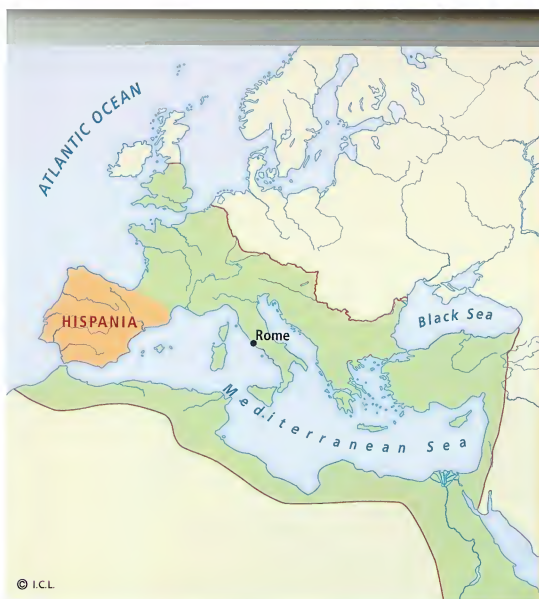 ATLANTIC OCEAN
HISPANIA
Rome
Black Sea
Mediterranean Sea
© I.C.L.